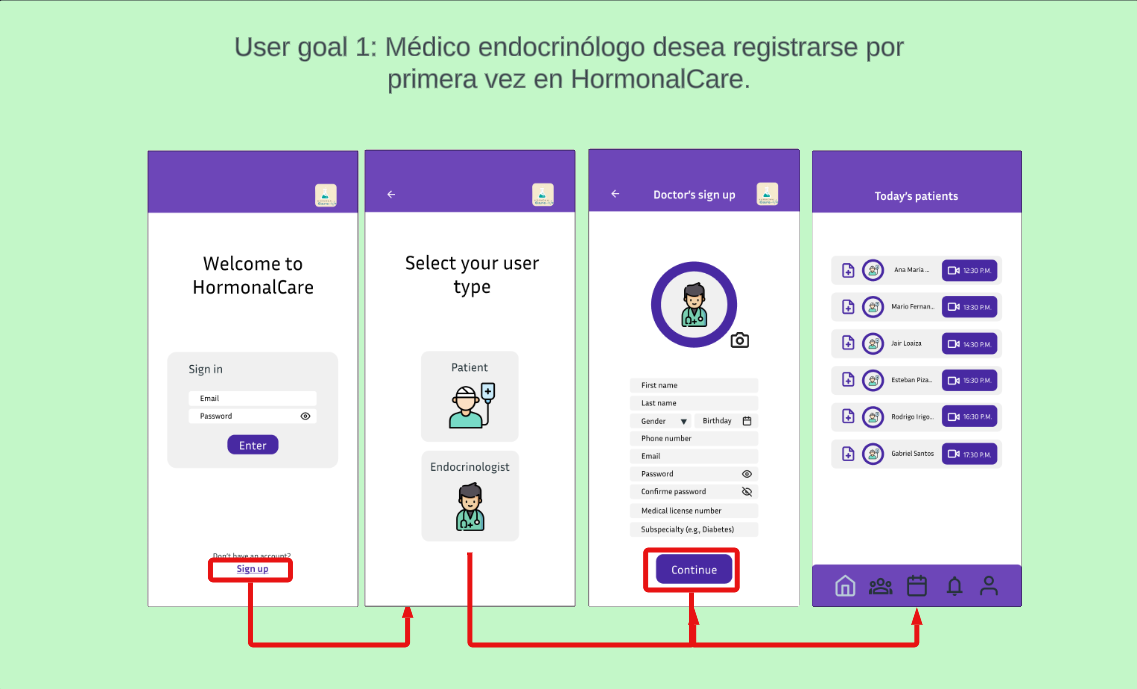 User goal 1: Médico endocrinólogo desea registrarse por
primera vez en HormonalCare.
Welcome to
HormonalCare
Sign in
Email
Password
Enter
Don't have an account?
Sign up
Select your user
type
Patient
Endocrinologist
Doctor's sign up
First name
Last name
Gender
Birthday
Phone number
Email
Password
Confirme password
Medical license number
Subspecialty (e.g., Diabetes)
Continue
Today's patients
Ana María ...
12:30 P.M.
Mario Fernan...
13:30 P.M.
Jair Loaiza
14:30 P.M.
Esteban Piza...
15:30 P.M.
Rodrigo Irigo...
16:30 P.M.
Gabriel Santos
17:30 P.M.